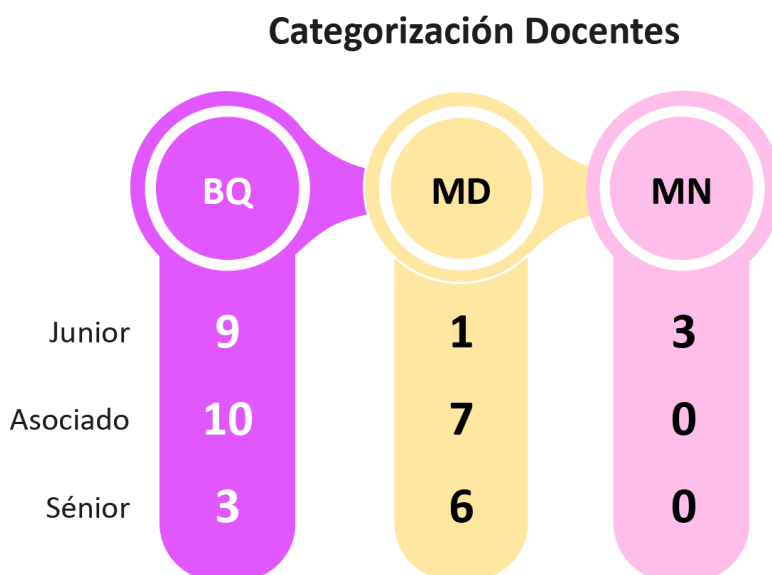 Categorización Docentes
BQ MD MN
Junior 9 1 3
Asociado 10 7 0
Sénior 3 6 0